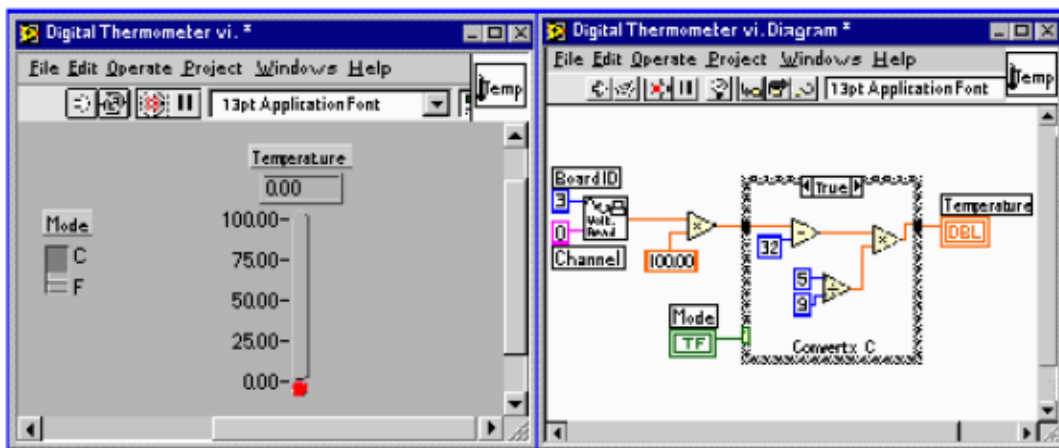 Digital Thermometer vi. *
File Edit Operate Project Windows Help
Temp
13pt Application Font
Temperature
0.00
Mode
C
F
100.00
75.00
50.00
25.00
0.00
Digital Thermometer vi. Diagram *
File Edit Operate Project Windows Help
Temp
13pt Application Font
Board ID
3
Volt.
Read
0
Channel
100.00
True
32
5
9
Convertx C
Mode
TF
Temperature
DBL